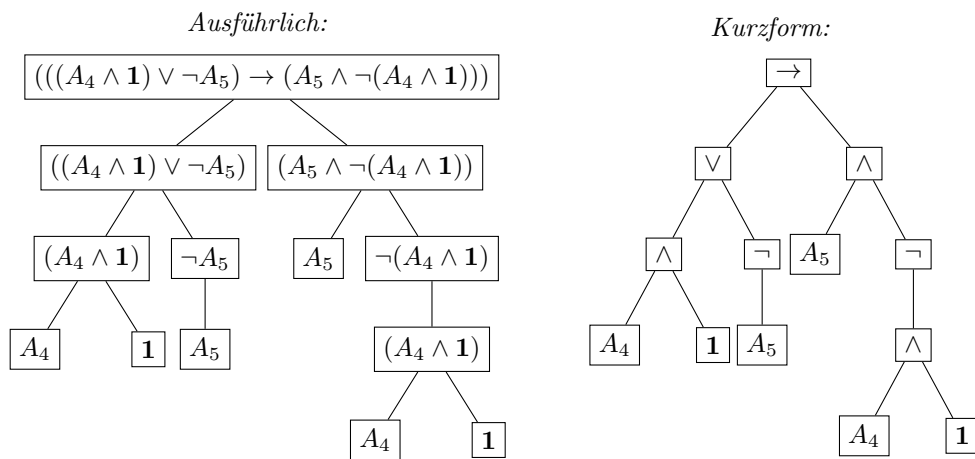 Ausführlich:
Kurzform:
(((A₄ ∧ 1) ∨ ¬A₅) → (A₅ ∧ ¬(A₄ ∧ 1)))
→
((A₄ ∧ 1) ∨ ¬A₅)
(A₅ ∧ ¬(A₄ ∧ 1))
∨
∧
(A₄ ∧ 1)
¬A₅
A₅
¬(A₄ ∧ 1)
∧
¬
A₅
¬
A₄
1
A₅
(A₄ ∧ 1)
A₄
1
A₅
∧
A₄
1
A₄
1